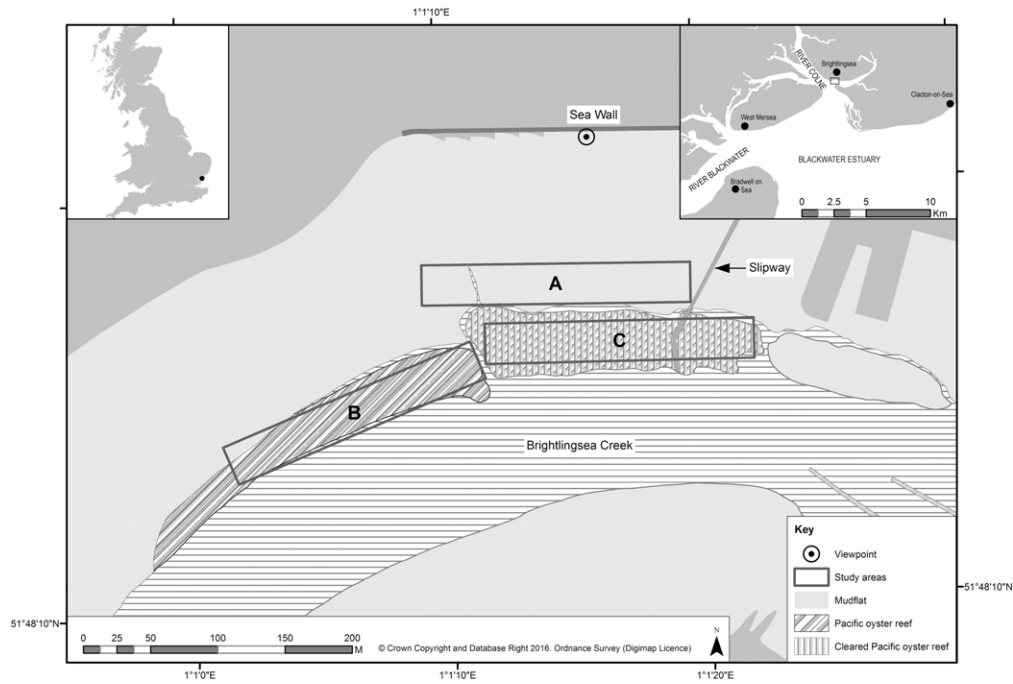 1°1'10"E
Sea Wall
RIVER COLNE
Brightlingsea
Clacton-on-Sea
West Mersea
BLACKWATER ESTUARY
RIVER BLACKWATER
Bradwell on
Sea
0 2.5 5 10
Km
Slipway
A
C
B
Brightlingsea Creek
Key
Viewpoint
Study areas
Mudflat
Pacific oyster reef
Cleared Pacific oyster reef
51°48'10"N
51°48'10"N
0 25 50 100 150 200
M
© Crown Copyright and Database Right 2016. Ordnance Survey (Digimap Licence)
N
1°1'0"E
1°1'10"E
1°1'20"E